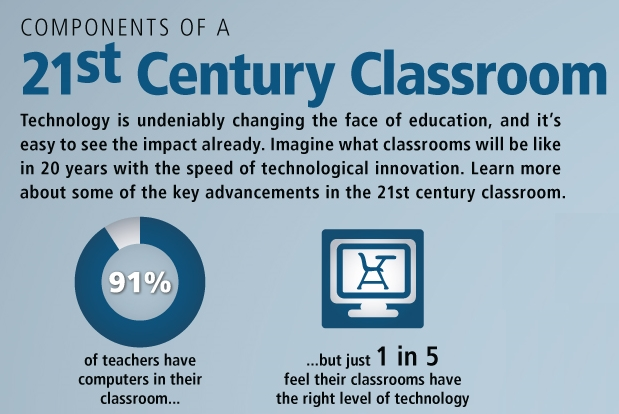 COMPONENTS OF A
21st Century Classroom
Technology is undeniably changing the face of education, and it's
easy to see the impact already. Imagine what classrooms will be like
in 20 years with the speed of technological innovation. Learn more
about some of the key advancements in the 21st century classroom.
91%
of teachers have
computers in their
classroom...
...but just 1 in 5
feel their classrooms have
the right level of technology